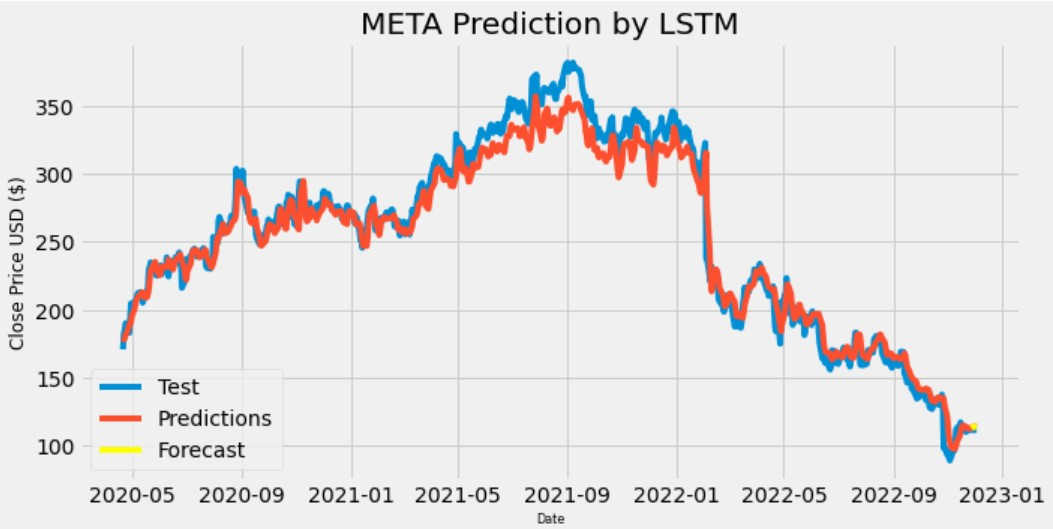 META Prediction by LSTM
Close Price USD ($)
350
300
250
200
150
100
Test
Predictions
Forecast
2020-05 2020-09 2021-01 2021-05 2021-09 2022-01 2022-05 2022-09 2023-01
Date